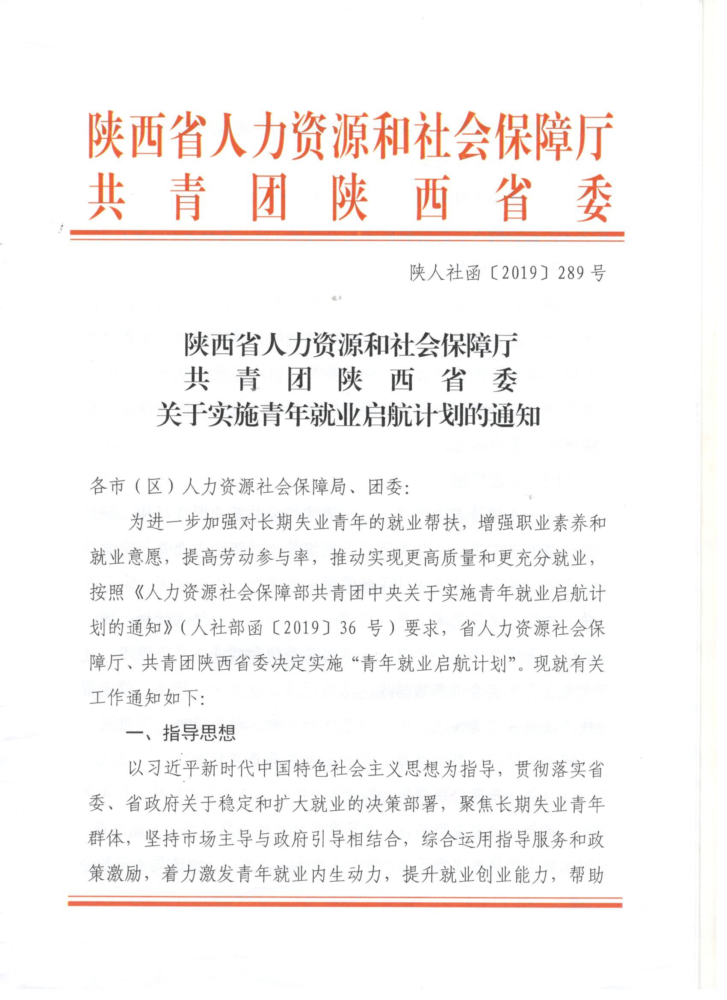 陕西省人力资源和社会保障厅
共青团陕西省委
陕人社函〔2019〕289号
陕西省人力资源和社会保障厅
共青团陕西省委
关于实施青年就业启航计划的通知
各市（区）人力资源社会保障局、团委：
为进一步加强对长期失业青年的就业帮扶，增强职业素养和
就业意愿，提高劳动参与率，推动实现更高质量和更充分就业，
按照《人力资源社会保障部共青团中央关于实施青年就业启航计
划的通知》（人社部函〔2019〕36 号）要求，省人力资源社会保
障厅、共青团陕西省委决定实施“青年就业启航计划”。现就有关
工作通知如下：
一、指导思想
以习近平新时代中国特色社会主义思想为指导，贯彻落实省
委、省政府关于稳定和扩大就业的决策部署，聚焦长期失业青年
群体，坚持市场主导与政府引导相结合，综合运用指导服务和政
策激励，着力激发青年就业内生动力，提升就业创业能力，帮助